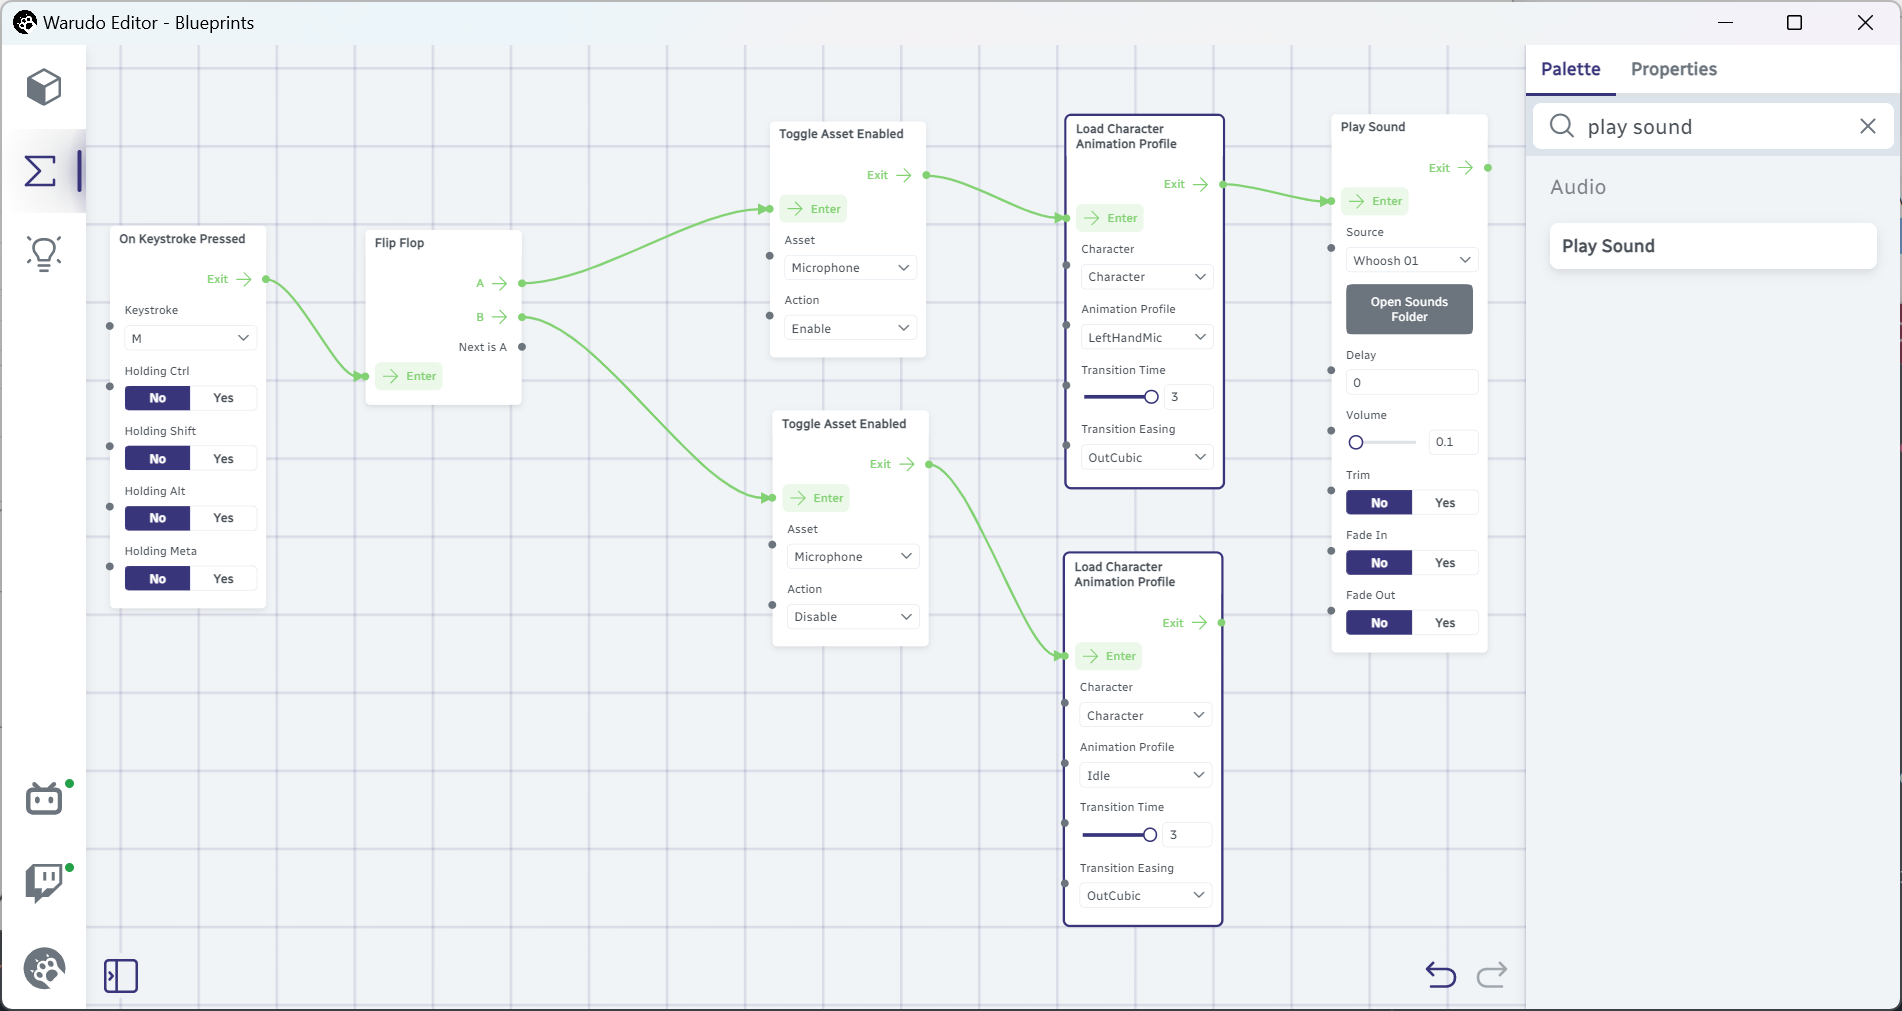 Warudo Editor - Blueprints
On Keystroke Pressed
Exit
Keystroke
M
Holding Ctrl
No Yes
Holding Shift
No Yes
Holding Alt
No Yes
Holding Meta
No Yes
Flip Flop
A
B
Next is A
Enter
Toggle Asset Enabled
Exit
Enter
Asset
Microphone
Action
Enable
Toggle Asset Enabled
Exit
Enter
Asset
Microphone
Action
Disable
Load Character
Animation Profile
Exit
Enter
Character
Character
Animation Profile
LeftHandMic
Transition Time
3
Transition Easing
OutCubic
Load Character
Animation Profile
Exit
Enter
Character
Character
Animation Profile
Idle
Transition Time
3
Transition Easing
OutCubic
Play Sound
Exit
Enter
Source
Whoosh 01
Open Sounds
Folder
Delay
0
Volume
0.1
Trim
No Yes
Fade In
No Yes
Fade Out
No Yes
Palette Properties
play sound
Audio
Play Sound